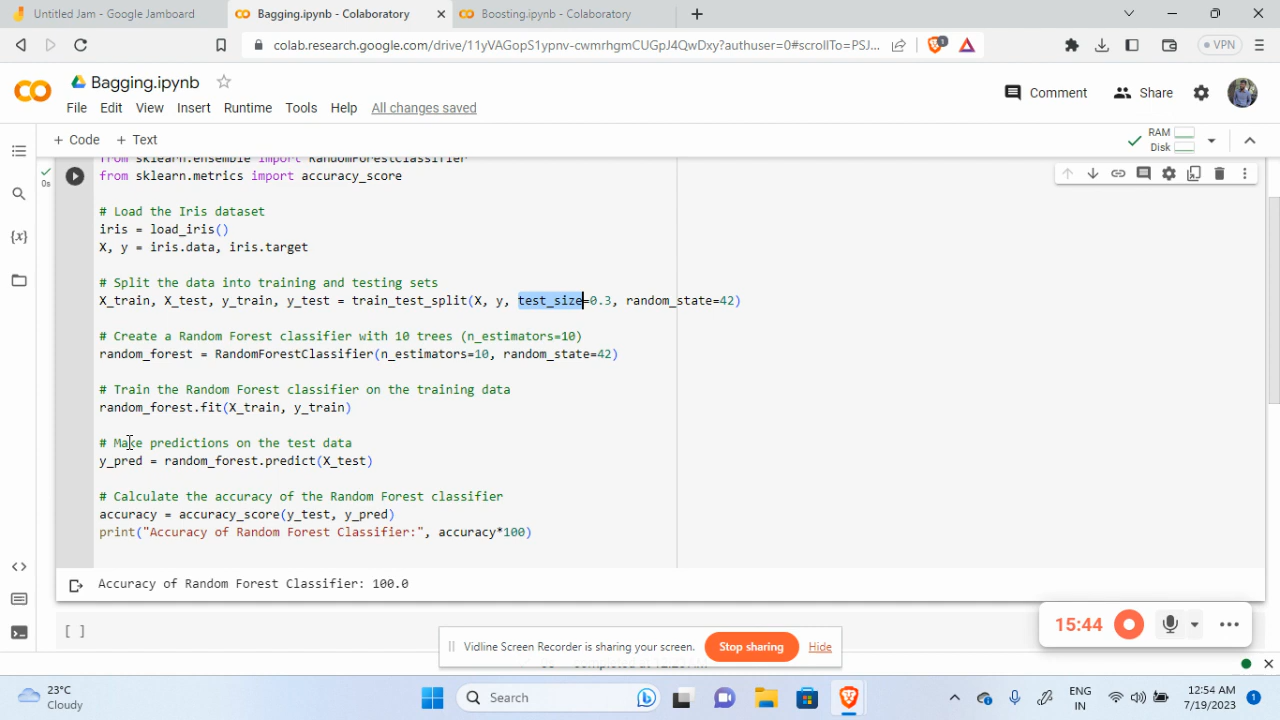 Untitled Jam - Google Jamboard
Bagging.ipynb - Colaboratory
Boosting.ipynb - Colaboratory
colab.research.google.com/drive/11yVAGopS1ypnv-cwmrhgmCUGpJ4QwDxy?authuser=0#scrollTo=PSJ...
1
VPN
Bagging.ipynb
Comment
Share
File Edit View Insert Runtime Tools Help All changes saved
+ Code + Text
RAM
Disk
from sklearn.ensemble import RandomForestClassifier
from sklearn.metrics import accuracy_score
0s
# Load the Iris dataset
iris = load_iris()
X, y = iris.data, iris.target
# Split the data into training and testing sets
X_train, X_test, y_train, y_test = train_test_split(X, y, test_size=0.3, random_state=42)
# Create a Random Forest classifier with 10 trees (n_estimators=10)
random_forest = RandomForestClassifier(n_estimators=10, random_state=42)
# Train the Random Forest classifier on the training data
random_forest.fit(X_train, y_train)
# Make predictions on the test data
y_pred = random_forest.predict(X_test)
# Calculate the accuracy of the Random Forest classifier
accuracy = accuracy_score(y_test, y_pred)
print("Accuracy of Random Forest Classifier:", accuracy*100)
Accuracy of Random Forest Classifier: 100.0
[ ]
15:44
Vidline Screen Recorder is sharing your screen.
Stop sharing
Hide
23°C
Cloudy
Search
ENG
IN
12:54 AM
7/19/2023
1